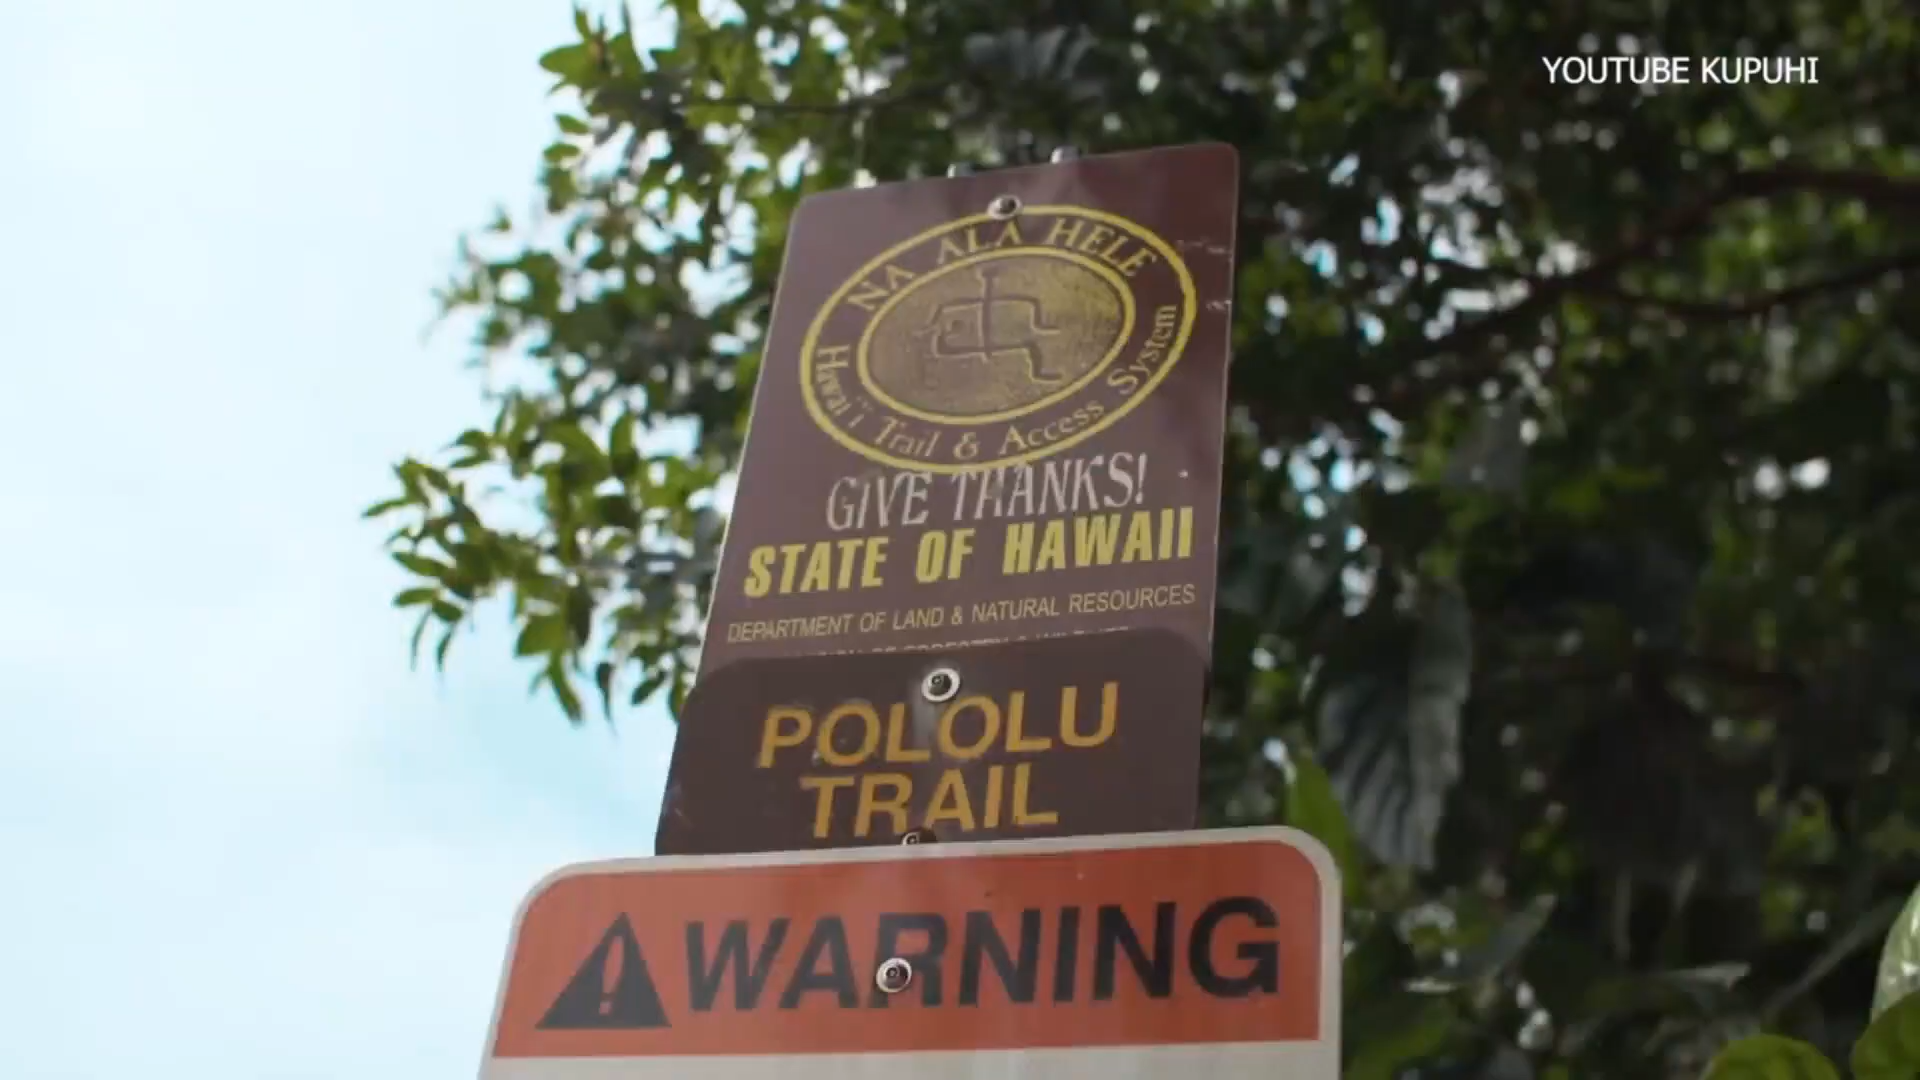 YOUTUBE KUPUHI
NA ALA HELE
Hawai'i Trail & Access System
GIVE THANKS!
STATE OF HAWAII
DEPARTMENT OF LAND & NATURAL RESOURCES
POLOLU
TRAIL
WARNING